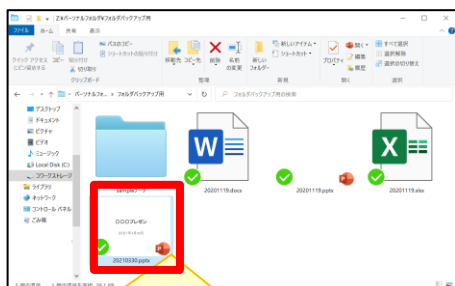 Z:¥パーソナルフォルダ¥フォルダバックアップ用
ファイル ホーム 共有 表示
クイック アクセス コピー 貼り付け パスのコピー 移動先 コピー先 削除 名前 新しい 新しいアイテム プロパティ 開く すべて選択
にピン留めする ショートカットの貼り付け の変更 フォルダー ショートカット 編集 選択解除
切り取り 履歴 選択の切り替え
クリップボード 整理 新規 開く 選択
パーソナルフォ... フォルダバックアップ用 フォルダバックアップ用の検索
デスクトップ
ドキュメント
ピクチャ
ビデオ
ミュージック
Local Disk (C:)
ワークストレージ
ライブラリ
ネットワーク
コントロール パネル
ごみ箱
sampleデータ 20201119.docx 20201119.pptx 20201119.xlsx
〇〇〇プレゼン
20210330.pptx